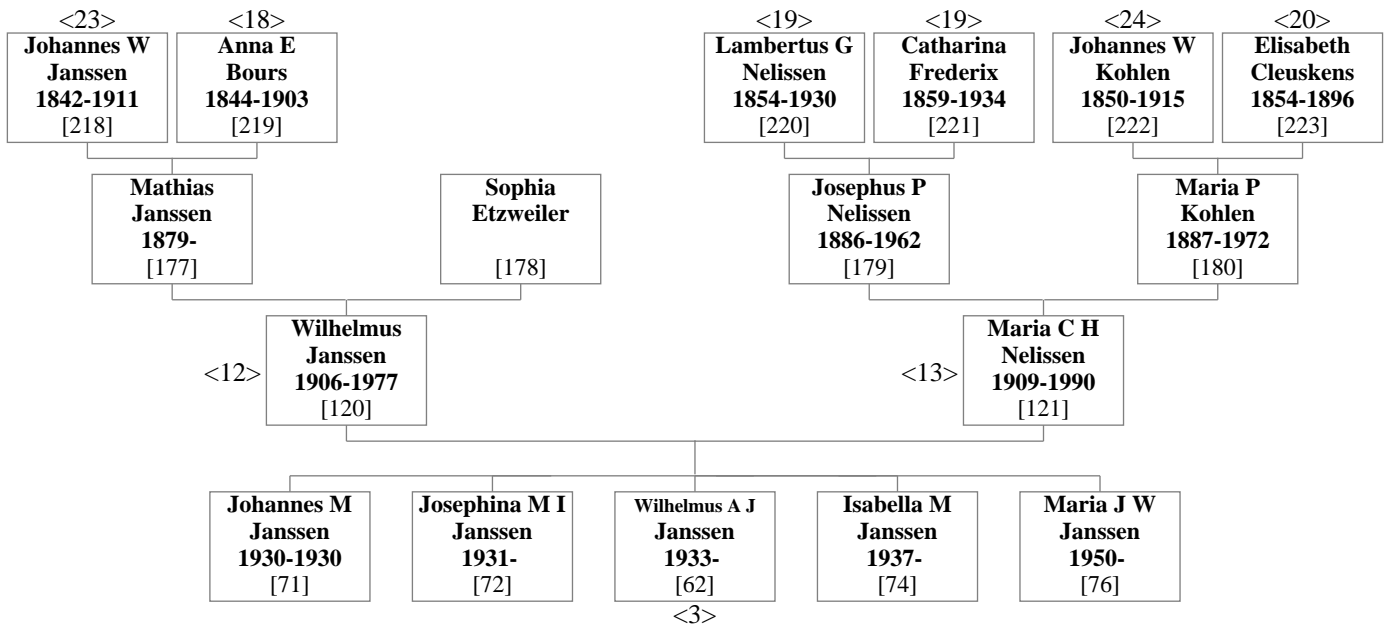 <23>
Johannes W
Janssen
1842-1911
[218]
<18>
Anna E
Bours
1844-1903
[219]
<19>
Lambertus G
Nelissen
1854-1930
[220]
<19>
Catharina
Frederix
1859-1934
[221]
<24>
Johannes W
Kohlen
1850-1915
[222]
<20>
Elisabeth
Cleuskens
1854-1896
[223]
Mathias
Janssen
1879-
[177]
Sophia
Etzweiler
[178]
Josephus P
Nelissen
1886-1962
[179]
Maria P
Kohlen
1887-1972
[180]
<12>
Wilhelmus
Janssen
1906-1977
[120]
<13>
Maria C H
Nelissen
1909-1990
[121]
Johannes M
Janssen
1930-1930
[71]
Josephina M I
Janssen
1931-
[72]
Wilhelmus A J
Janssen
1933-
[62]
<3>
Isabella M
Janssen
1937-
[74]
Maria J W
Janssen
1950-
[76]